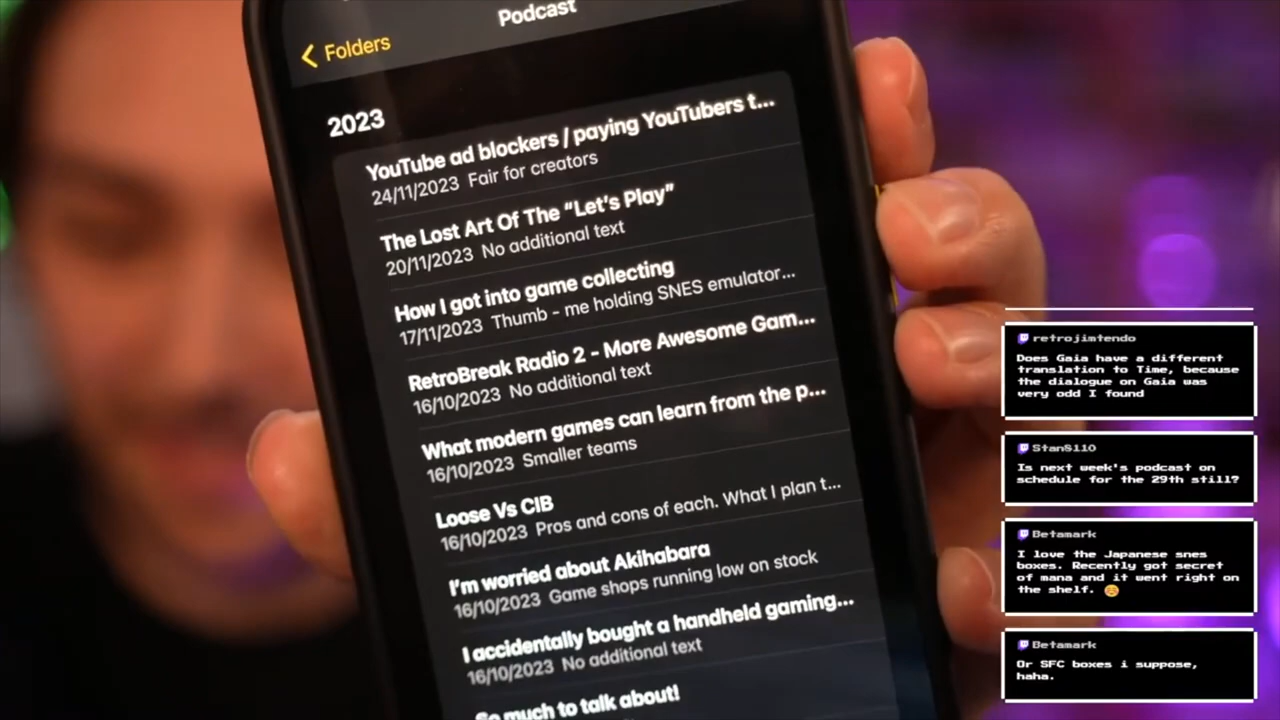 Podcast
Folders
2023
YouTube ad blockers / paying YouTubers t...
24/11/2023 Fair for creators
The Lost Art Of The “Let's Play”
20/11/2023 No additional text
How I got into game collecting
17/11/2023 Thumb - me holding SNES emulator...
RetroBreak Radio 2 - More Awesome Gam...
16/10/2023 No additional text
What modern games can learn from the p...
16/10/2023 Smaller teams
Loose Vs CIB
16/10/2023 Pros and cons of each. What I plan t...
I'm worried about Akihabara
16/10/2023 Game shops running low on stock
I accidentally bought a handheld gaming...
16/10/2023 No additional text
So much to talk about!
retrojimtendo
Does Gaia have a different
translation to Time, because
the dialogue on Gaia was
very odd I found
Stan8110
Is next week's podcast on
schedule for the 29th still?
Betamark
I love the Japanese snes
boxes. Recently got secret
of mana and it went right on
the shelf. ☺️
Betamark
Or SFC boxes i suppose,
haha.